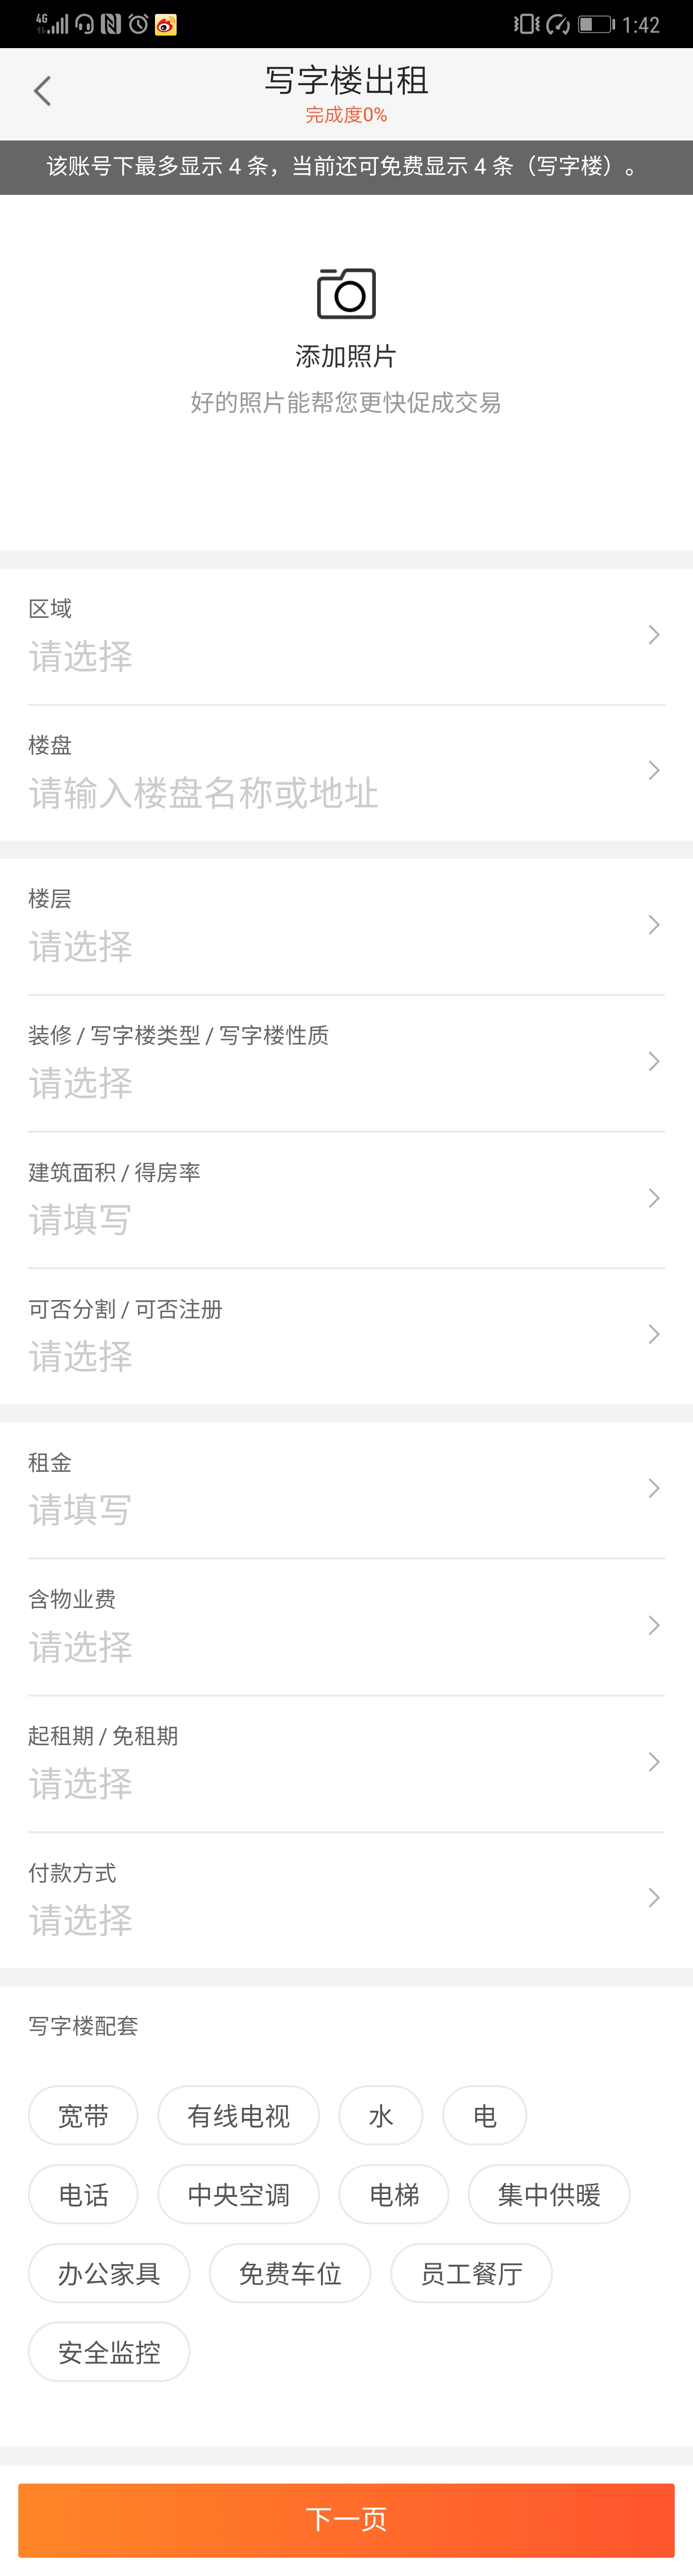 4G
1:42
写字楼出租
完成度0%
该账号下最多显示 4 条，当前还可免费显示 4 条（写字楼）。
添加照片
好的照片能帮您更快促成交易
区域
请选择
楼盘
请输入楼盘名称或地址
楼层
请选择
装修 / 写字楼类型 / 写字楼性质
请选择
建筑面积 / 得房率
请填写
可否分割 / 可否注册
请选择
租金
请填写
含物业费
请选择
起租期 / 免租期
请选择
付款方式
请选择
写字楼配套
宽带 有线电视 水 电
电话 中央空调 电梯 集中供暖
办公家具 免费车位 员工餐厅
安全监控
下一页